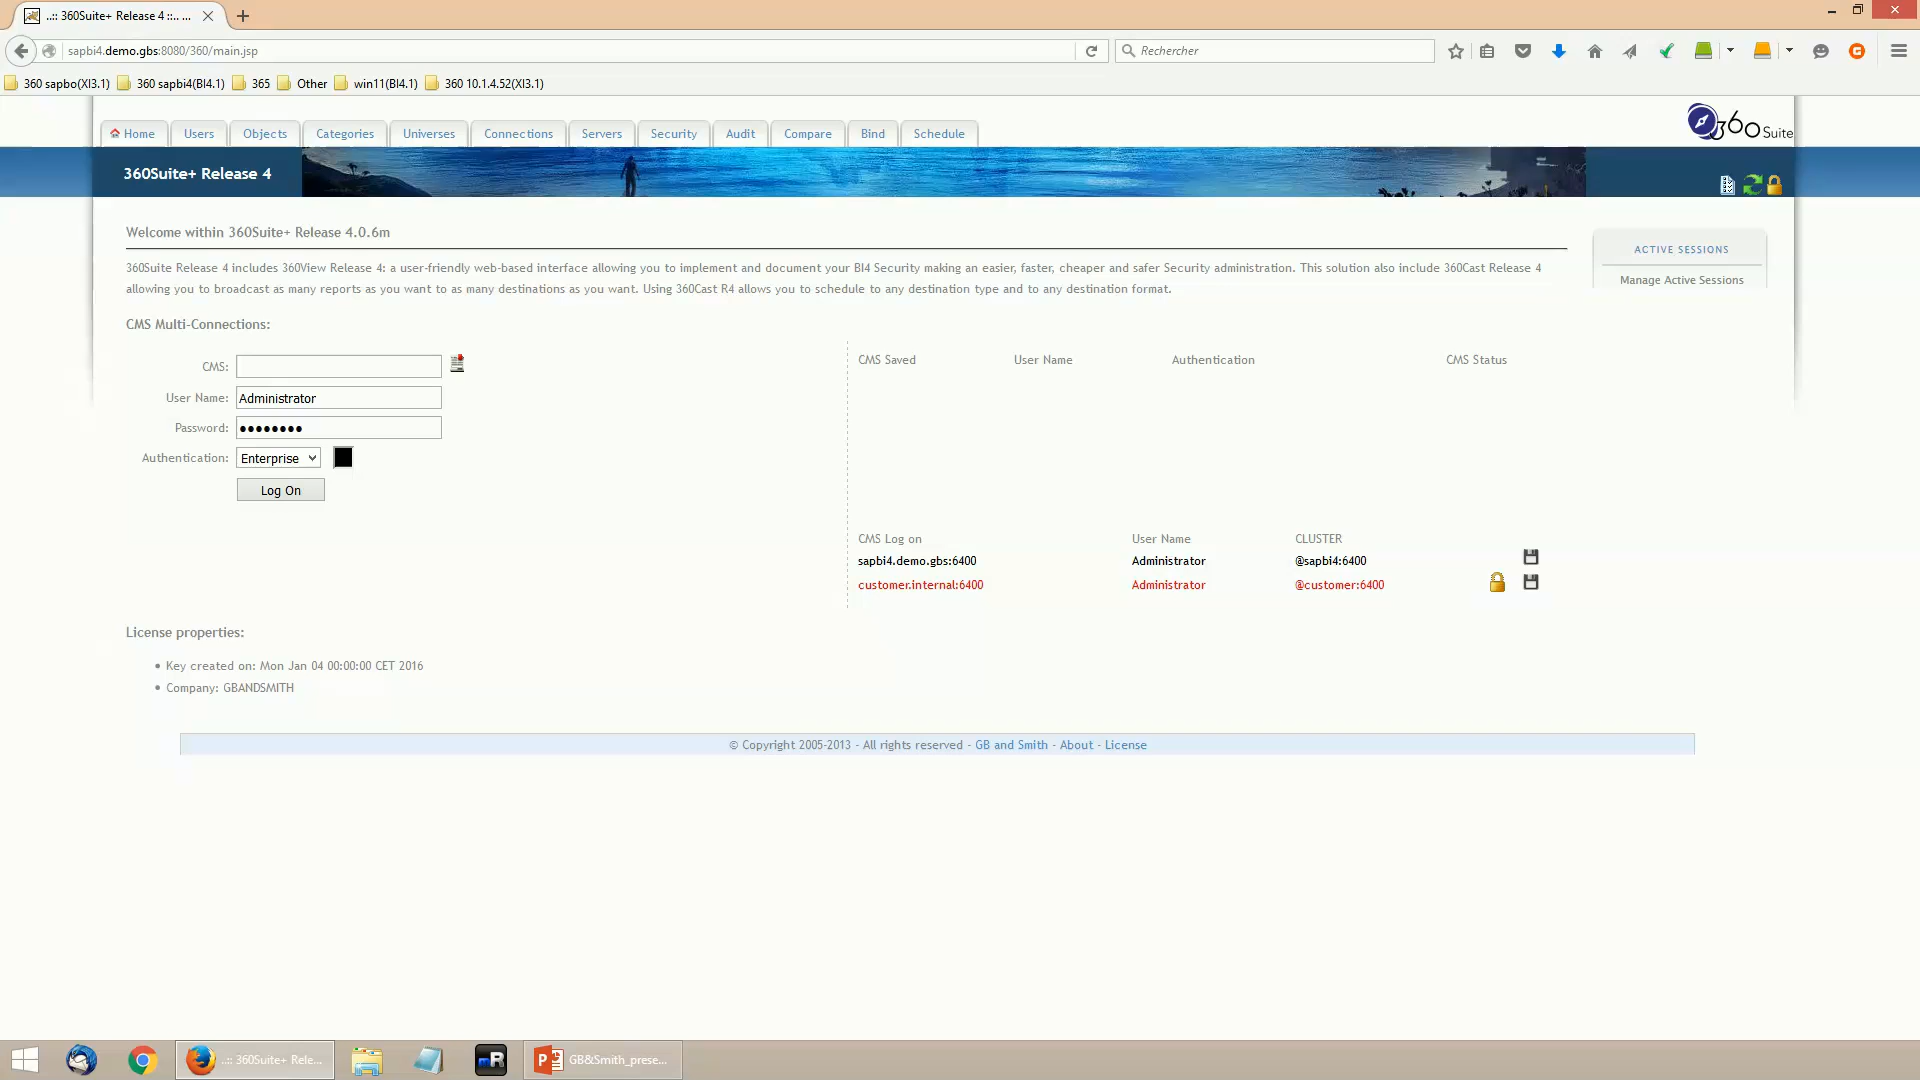 ..:: 360Suite+ Release 4 ::.. ...
sapbi4.demo.gbs:8080/360/main.jsp
Rechercher
360 sapbo(XI3.1) 360 sapbi4(BI4.1) 365 Other win11(BI4.1) 360 10.1.4.52(XI3.1)
Home Users Objects Categories Universes Connections Servers Security Audit Compare Bind Schedule
360Suite
360Suite+ Release 4
Welcome within 360Suite+ Release 4.0.6m
ACTIVE SESSIONS
Manage Active Sessions
360Suite Release 4 includes 360View Release 4: a user-friendly web-based interface allowing you to implement and document your BI4 Security making an easier, faster, cheaper and safer Security administration. This solution also include 360Cast Release 4
allowing you to broadcast as many reports as you want to as many destinations as you want. Using 360Cast R4 allows you to schedule to any destination type and to any destination format.
CMS Multi-Connections:
CMS:
User Name: Administrator
Password: ●●●●●●●●
Authentication: Enterprise
Log On
CMS Saved User Name Authentication CMS Status
CMS Log on User Name CLUSTER
sapbi4.demo.gbs:6400 Administrator @sapbi4:6400
customer.internal:6400 Administrator @customer:6400
License properties:
• Key created on: Mon Jan 04 00:00:00 CET 2016
• Company: GBANDSMITH
© Copyright 2005-2013 - All rights reserved - GB and Smith - About - License
..:: 360Suite+ Rele... mR GB&Smith_prese...